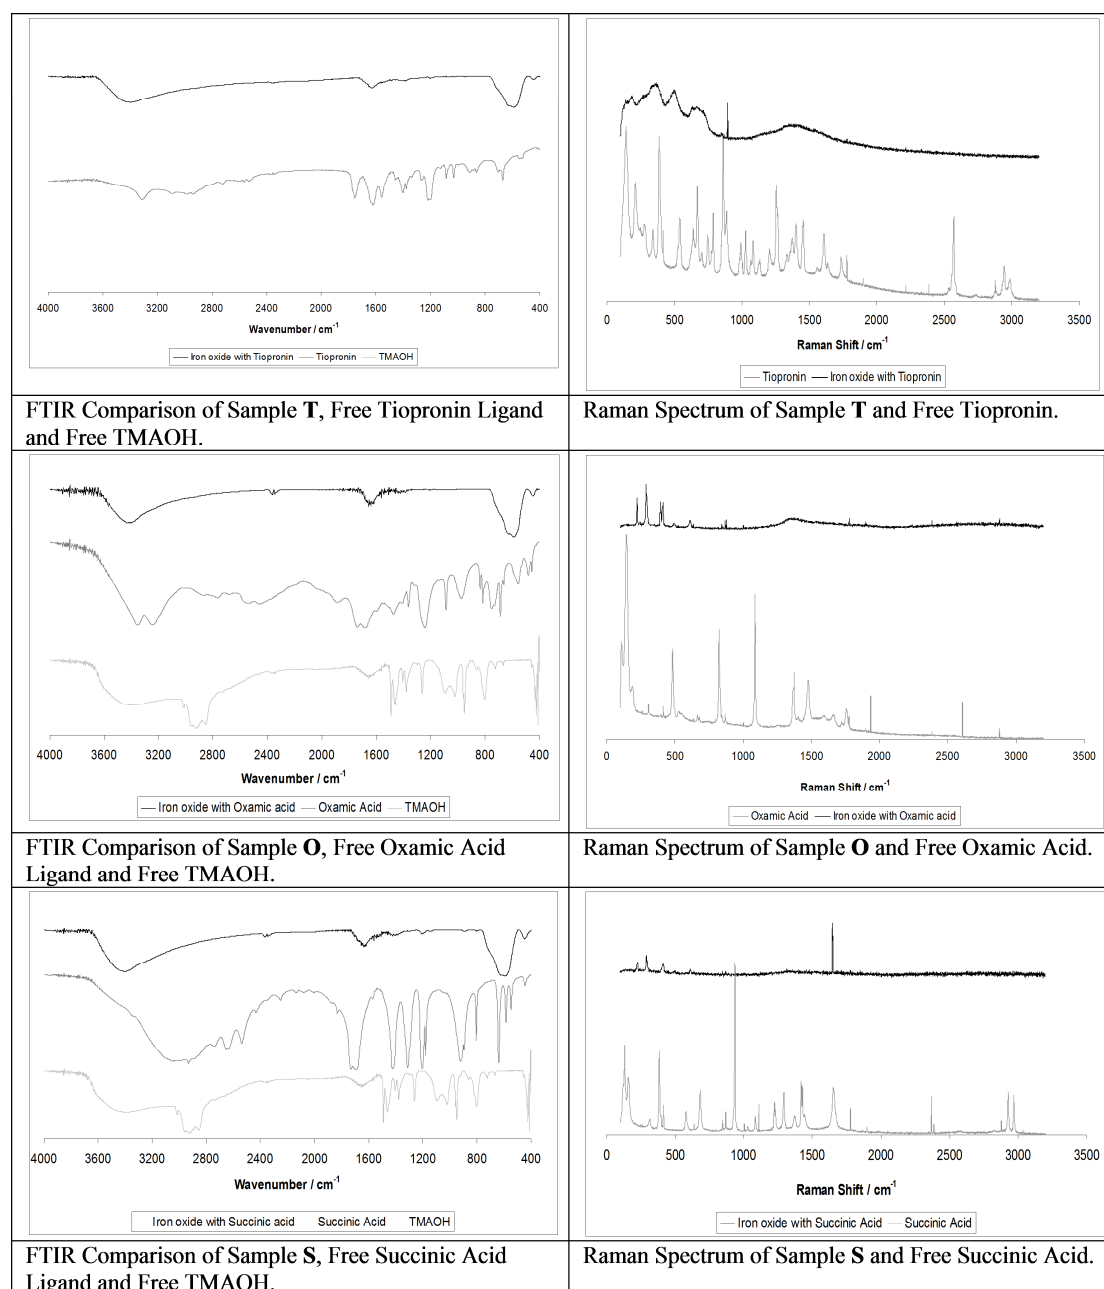 4000 3600 3200 2800 2400 2000 1600 1200 800 400
Wavenumber / cm-1
Iron oxide with Tiopronin Tiopronin TMAOH
0 500 1000 1500 2000 2500 3000 3500
Raman Shift / cm-1
Tiopronin Iron oxide with Tiopronin
FTIR Comparison of Sample T, Free Tiopronin Ligand
and Free TMAOH.
Raman Spectrum of Sample T and Free Tiopronin.
4000 3600 3200 2800 2400 2000 1600 1200 800 400
Wavenumber / cm-1
Iron oxide with Oxamic acid Oxamic Acid TMAOH
0 500 1000 1500 2000 2500 3000 3500
Raman Shift / cm-1
Oxamic Acid Iron oxide with Oxamic acid
FTIR Comparison of Sample O, Free Oxamic Acid
Ligand and Free TMAOH.
Raman Spectrum of Sample O and Free Oxamic Acid.
4000 3600 3200 2800 2400 2000 1600 1200 800 400
Wavenumber / cm-1
Iron oxide with Succinic acid Succinic Acid TMAOH
0 500 1000 1500 2000 2500 3000 3500
Raman Shift / cm-1
Iron oxide with Succinic Acid Succinic Acid
FTIR Comparison of Sample S, Free Succinic Acid
Ligand and Free TMAOH.
Raman Spectrum of Sample S and Free Succinic Acid.